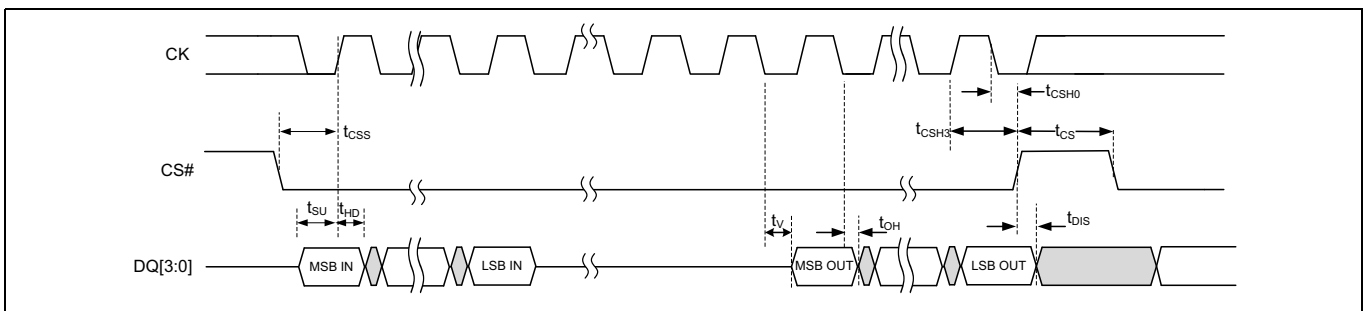 CK
tCSH0
tCSS
tCSH3
tCS
CS#
tSU
tHD
tV
tOH
tDIS
DQ[3:0]
MSB IN
LSB IN
MSB OUT
LSB OUT